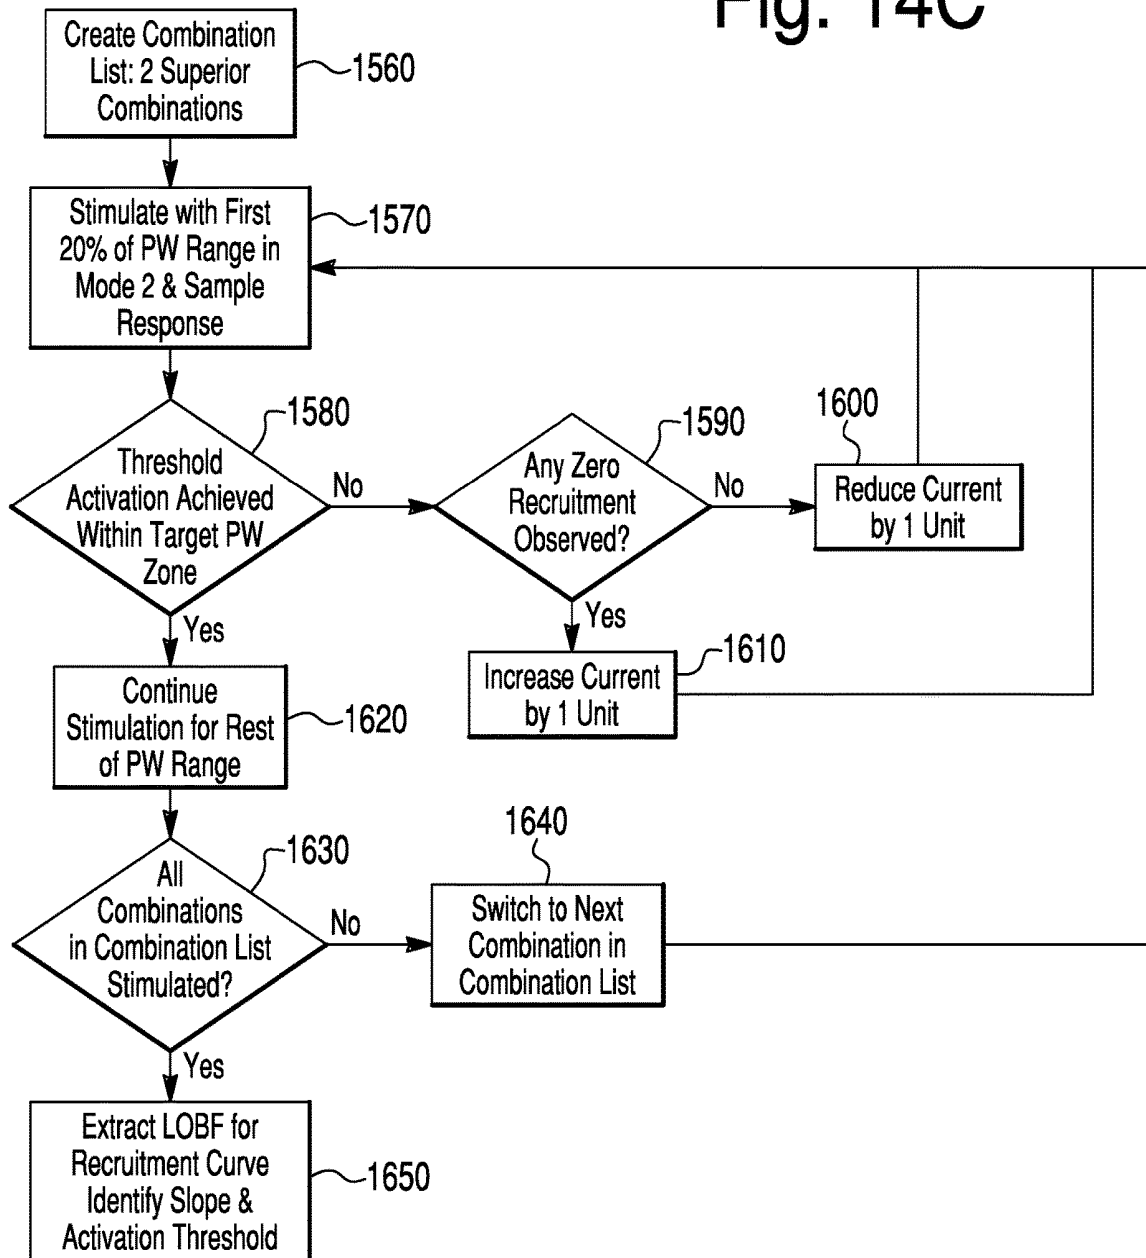 Fig. 14C
Create Combination
List: 2 Superior
Combinations
1560
Stimulate with First
20% of PW Range in
Mode 2 & Sample
Response
1570
Threshold
Activation Achieved
Within Target PW
Zone
1580
No
Any Zero
Recruitment
Observed?
1590
No
1600
Reduce Current
by 1 Unit
Yes
Yes
Increase Current
by 1 Unit
1610
Continue
Stimulation for Rest
of PW Range
1620
All
Combinations
in Combination List
Stimulated?
1630
No
1640
Switch to Next
Combination in
Combination List
Yes
Extract LOBF for
Recruitment Curve
Identify Slope &
Activation Threshold
1650